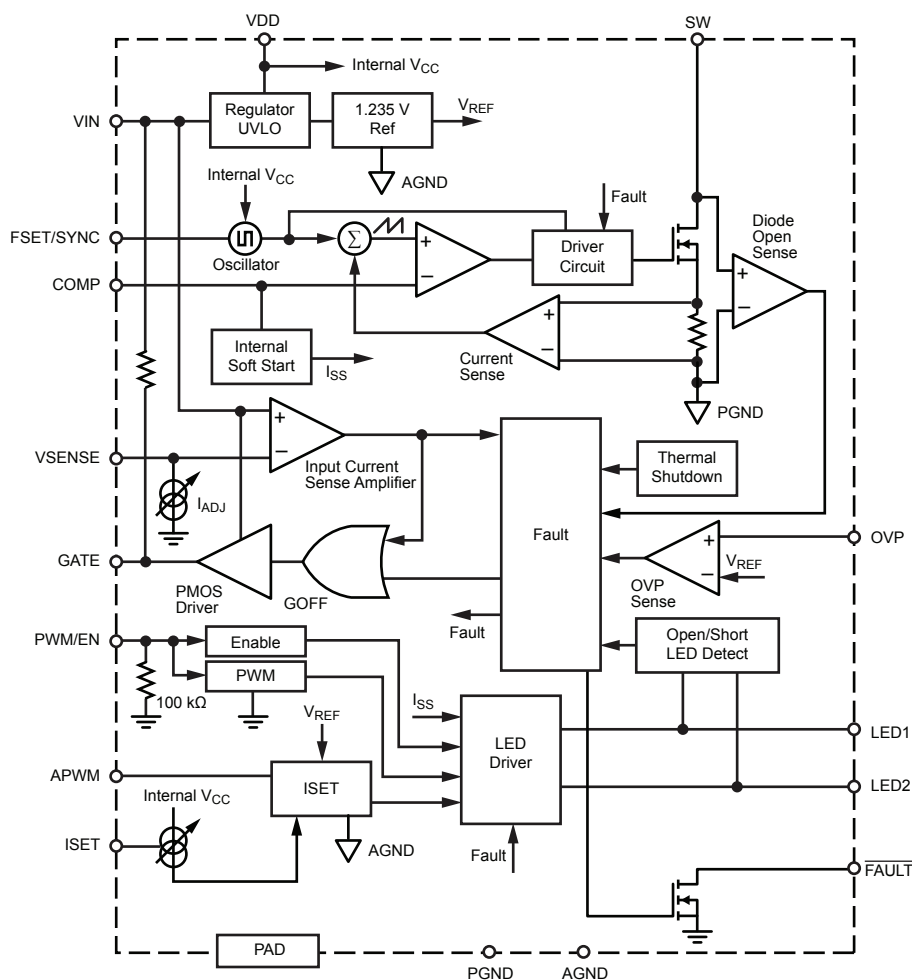 VDD
SW
Internal VCC
VIN
Regulator
UVLO
1.235 V
Ref
VREF
AGND
Internal VCC
Fault
Diode
Open
Sense
FSET/SYNC
Oscillator
Σ
+
−
Driver
Circuit
+
−
COMP
Internal
Soft Start
ISS
+
−
Current
Sense
PGND
+
−
Input Current
Sense Amplifier
VSENSE
IADJ
Fault
Thermal
Shutdown
GATE
PMOS
Driver
GOFF
+
−
VREF
OVP
Sense
OVP
Fault
PWM/EN
Enable
PWM
100 kΩ
Open/Short
LED Detect
ISS
VREF
LED
Driver
LED1
LED2
APWM
Internal VCC
ISET
ISET
AGND
Fault
FAULT
PAD
PGND
AGND